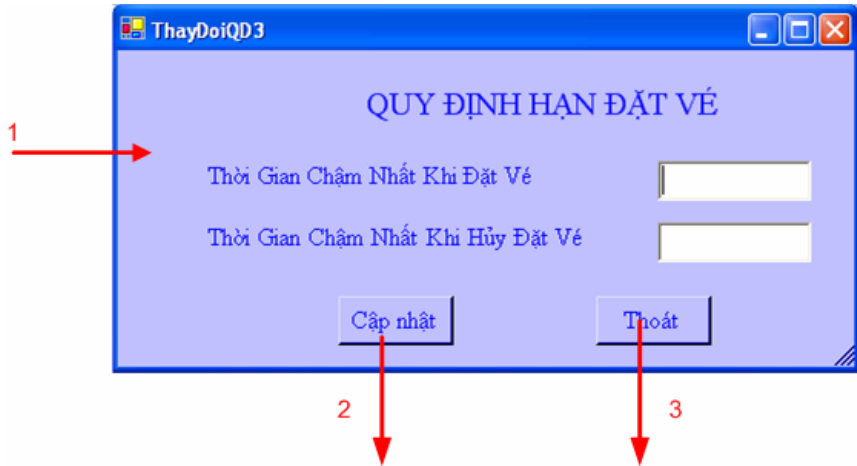 ThayDoiQD3
QUY ĐỊNH HẠN ĐẶT VÉ
1
Thời Gian Chậm Nhất Khi Đặt Vé
Thời Gian Chậm Nhất Khi Hủy Đặt Vé
Cập nhật
Thoát
2
3